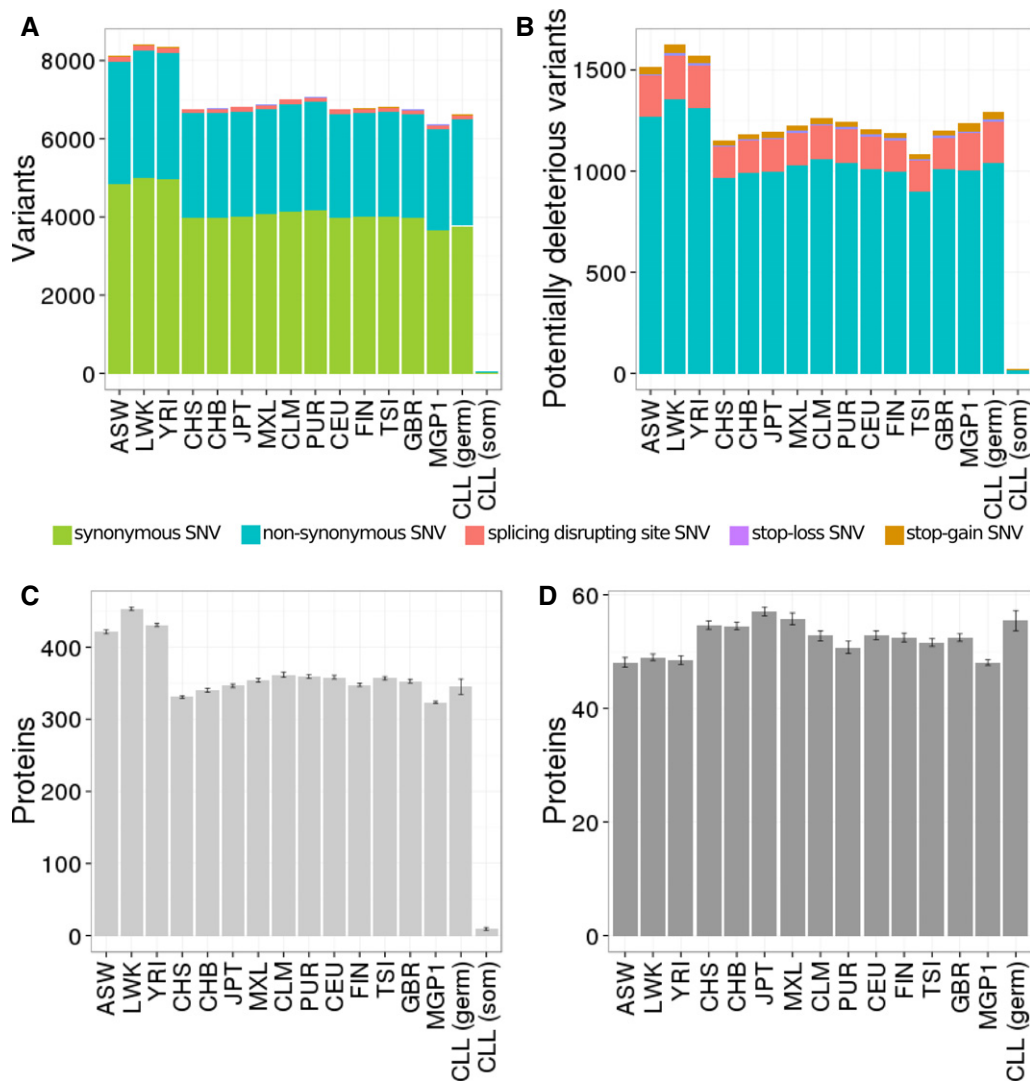 A
Variants
8000
6000
4000
2000
0
ASW
LWK
YRI
CHS
CHB
JPT
MXL
CLM
PUR
CEU
FIN
TSI
GBR
MGP1
CLL (germ)
CLL (som)
B
Potentially deleterious variants
1500
1000
500
0
ASW
LWK
YRI
CHS
CHB
JPT
MXL
CLM
PUR
CEU
FIN
TSI
GBR
MGP1
CLL (germ)
CLL (som)
synonymous SNV
non-synonymous SNV
splicing disrupting site SNV
stop-loss SNV
stop-gain SNV
C
Proteins
400
300
200
100
0
ASW
LWK
YRI
CHS
CHB
JPT
MXL
CLM
PUR
CEU
FIN
TSI
GBR
MGP1
CLL (germ)
CLL (som)
D
Proteins
60
40
20
0
ASW
LWK
YRI
CHS
CHB
JPT
MXL
CLM
PUR
CEU
FIN
TSI
GBR
MGP1
CLL (germ)